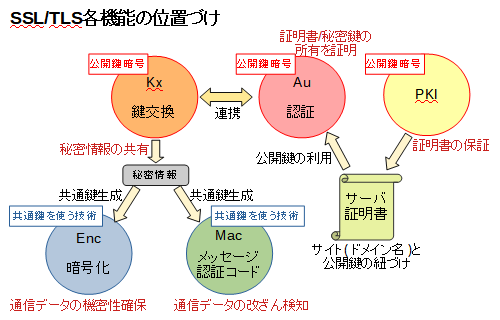 SSL/TLS各機能の位置づけ
証明書/秘密鍵の
所有を証明
公開鍵暗号
公開鍵暗号
公開鍵暗号
Kx
鍵交換
連携
Au
認証
PKI
秘密情報の共有
公開鍵の利用
証明書の保証
秘密情報
共通鍵生成
共通鍵生成
サーバ
証明書
共通鍵を使う技術
共通鍵を使う技術
Enc
暗号化
Mac
メッセージ
認証コード
サイト(ドメイン名)と
公開鍵の紐づけ
通信データの機密性確保
通信データの改ざん検知